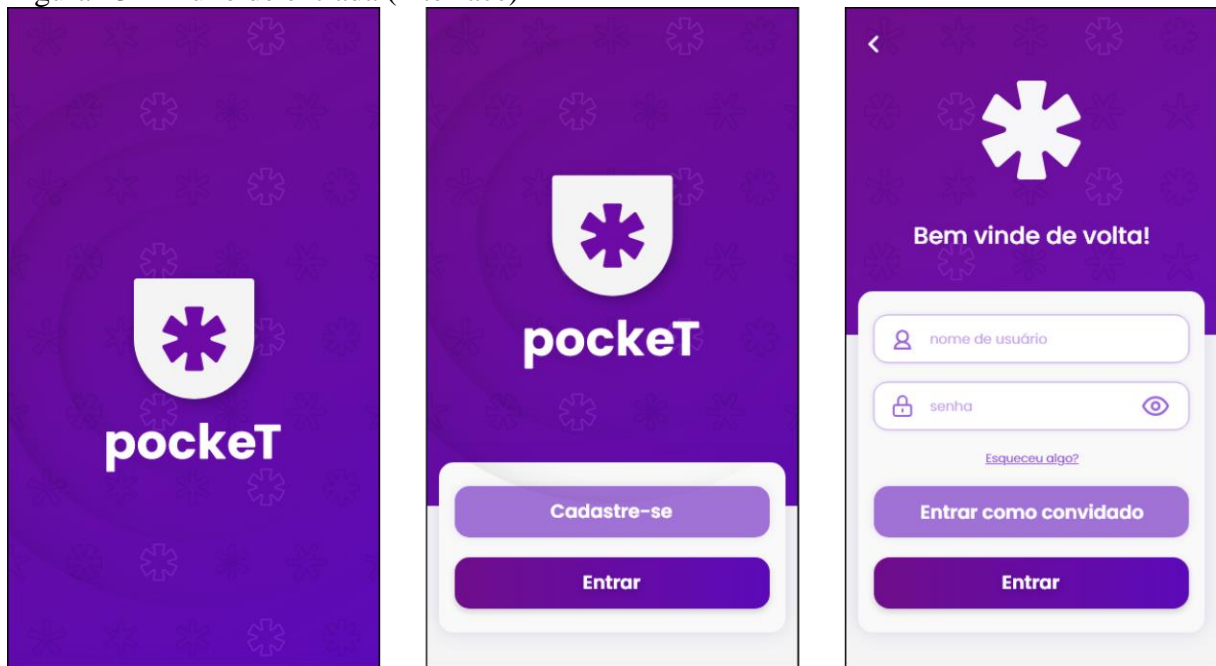 pockeT
pockeT
Cadastre-se
Entrar
Bem vinde de volta!
nome de usuário
senha
Esqueceu algo?
Entrar como convidado
Entrar